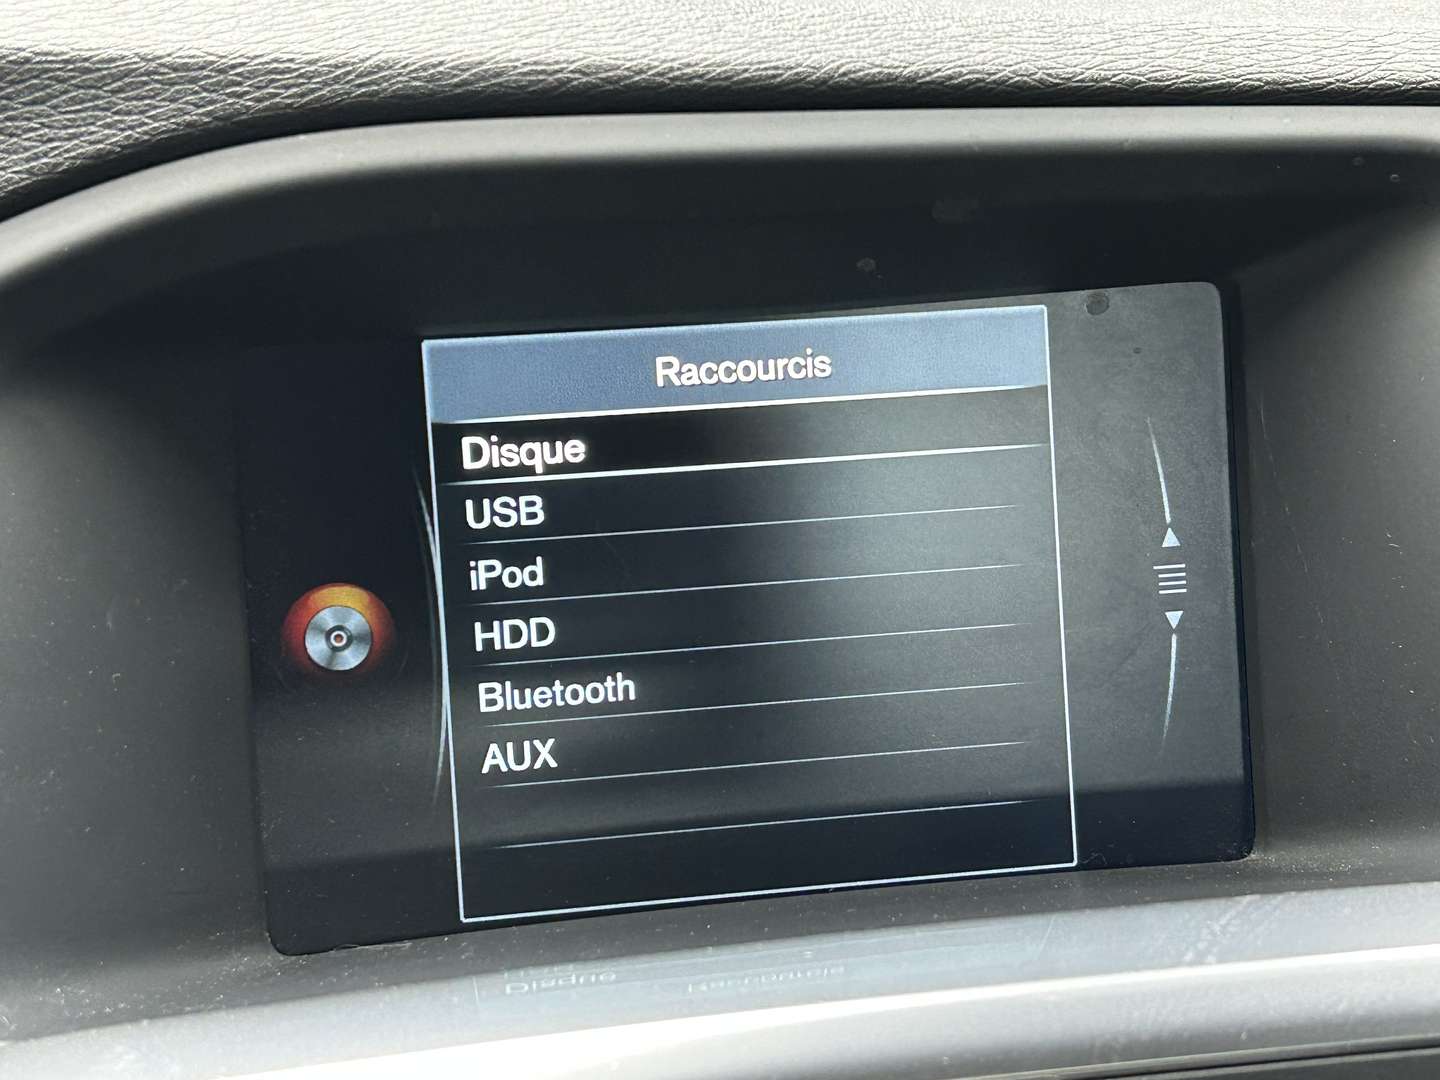 Raccourcis
Disque
USB
iPod
HDD
Bluetooth
AUX